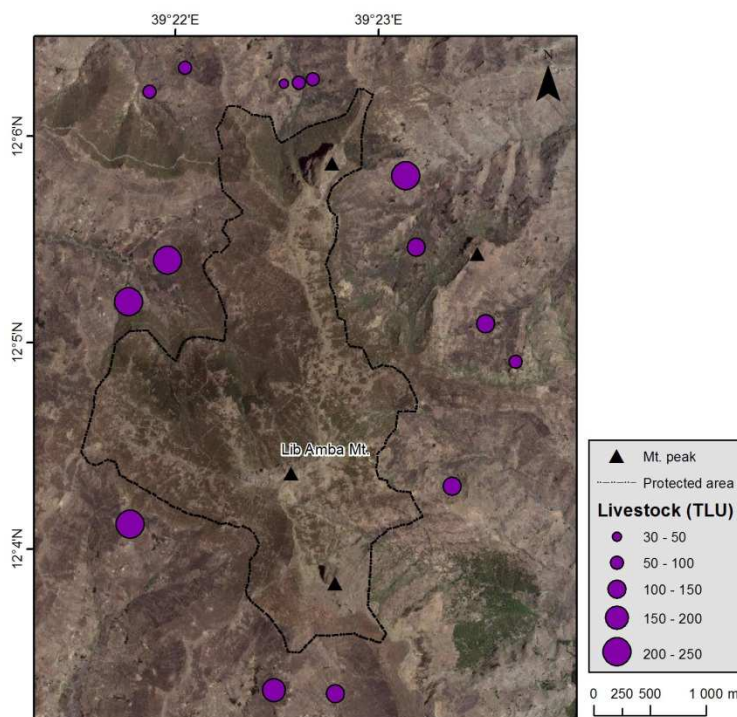 39°22'E
39°23'E
N
12°6'N
12°5'N
12°4'N
Lib Amba Mt.
Mt. peak
Protected area
Livestock (TLU)
30 - 50
50 - 100
100 - 150
150 - 200
200 - 250
0 250 500 1 000 m